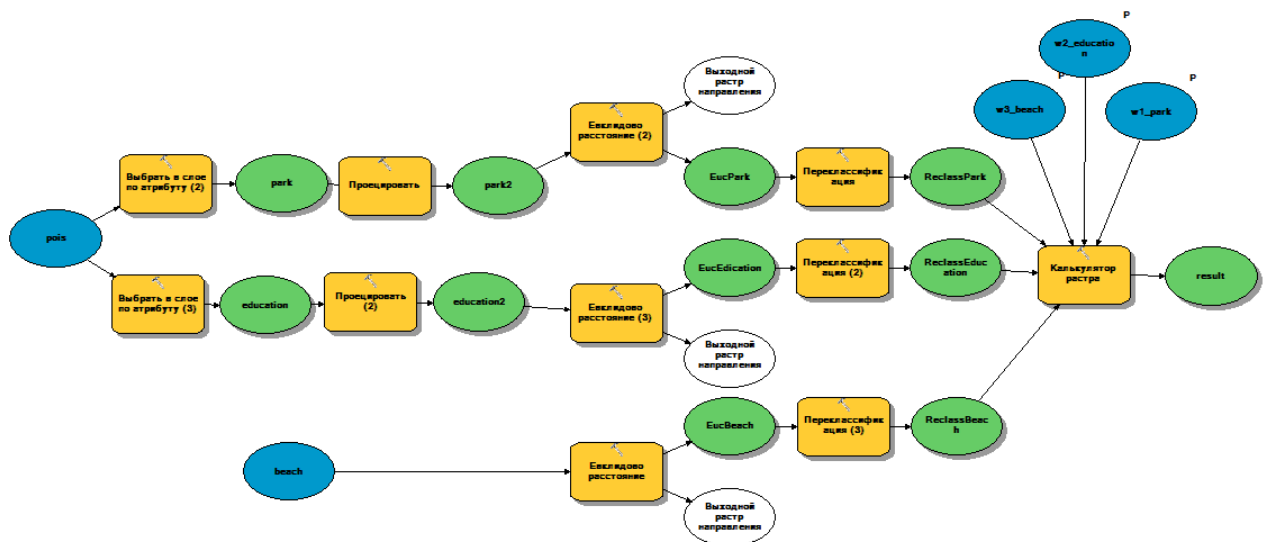 P
w2_educatio
n
P
P
w3_beach
w1_park
Выходной
растр
направления
Евклидово
расстояние (2)
Выбрать в слое
по атрибуту (2)
park
Проецировать
park2
EucPark
Переклассифик
ация
ReclassPark
pois
Выбрать в слое
по атрибуту (3)
education
Проецировать
(2)
education2
Евклидово
расстояние (3)
EucEdication
Переклассифик
ация (2)
ReclassEduc
ation
Калькулятор
растра
result
Выходной
растр
направления
beach
Евклидово
расстояние
EucBeach
Переклассифик
ация (3)
ReclassBeac
h
Выходной
растр
направления